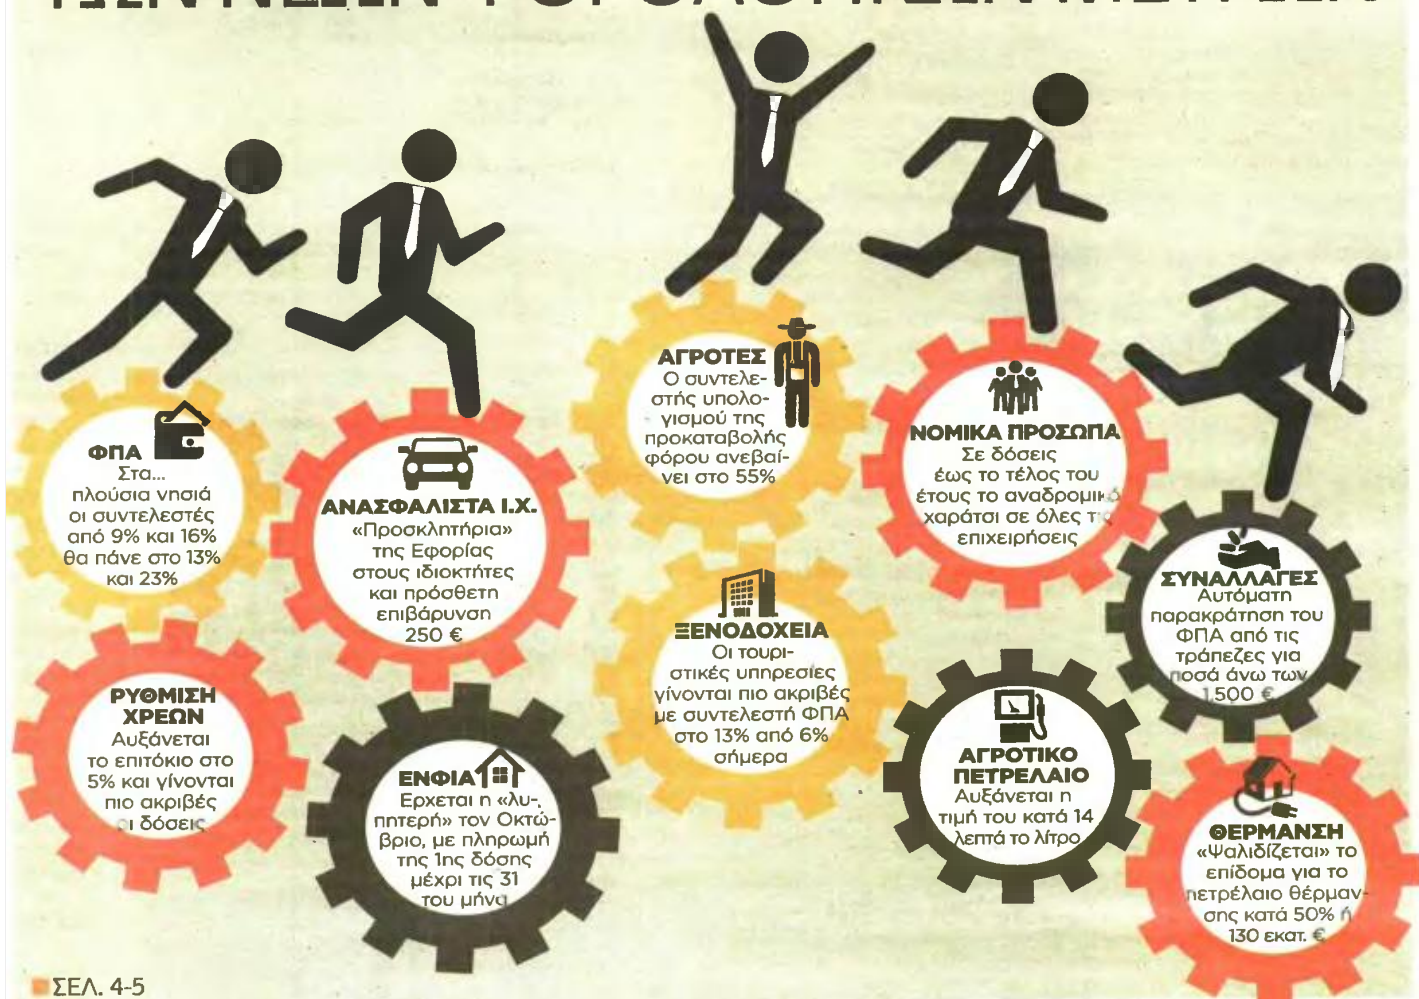 ΤΩΝ ΝΕΩΝ ΦΟΡΟΛΟΓΙΚΩΝ ΜΕΤΡΩΝ
ΦΠΑ
Στα...
πλούσια νησιά
οι συντελεστές
από 9% και 16%
θα πάνε στο 13%
και 23%
ΑΝΑΣΦΑΛΙΣΤΑ Ι.Χ.
«Προσκλητήρια»
της Εφορίας
στους ιδιοκτήτες
και πρόσθετη
επιβάρυνση
250 €
ΑΓΡΟΤΕΣ
Ο συντελε-
στής υπολο-
γισμού της
προκαταβολής
φόρου ανεβαί-
νει στο 55%
ΝΟΜΙΚΑ ΠΡΟΣΩΠΑ
Σε δόσεις
έως το τέλος του
έτους το αναδρομικό
χαράτσι σε όλες τις
επιχειρήσεις
ΣΥΝΑΛΛΑΓΕΣ
Αυτόματη
παρακράτηση του
ΦΠΑ από τις
τράπεζες για
ποσά άνω των
1.500 €
ΡΥΘΜΙΣΗ
ΧΡΕΩΝ
Αυξάνεται
το επιτόκιο στο
5% και γίνονται
πιο ακριβές
οι δόσεις
ΕΝΦΙΑ
Ερχεται η «λυ-
πητερή» τον Οκτώ-
βριο, με πληρωμή
της 1ης δόσης
μέχρι τις 31
του μήνα
ΞΕΝΟΔΟΧΕΙΑ
Οι τουρι-
στικές υπηρεσίες
γίνονται πιο ακριβές
με συντελεστή ΦΠΑ
στο 13% από 6%
σήμερα
ΑΓΡΟΤΙΚΟ
ΠΕΤΡΕΛΑΙΟ
Αυξάνεται η
τιμή του κατά 14
λεπτά το λίτρο
ΘΕΡΜΑΝΣΗ
«Ψαλιδίζεται» το
επίδομα για το
πετρέλαιο θέρμαν-
σης κατά 50% ή
130 εκατ. €
ΣΕΛ. 4-5